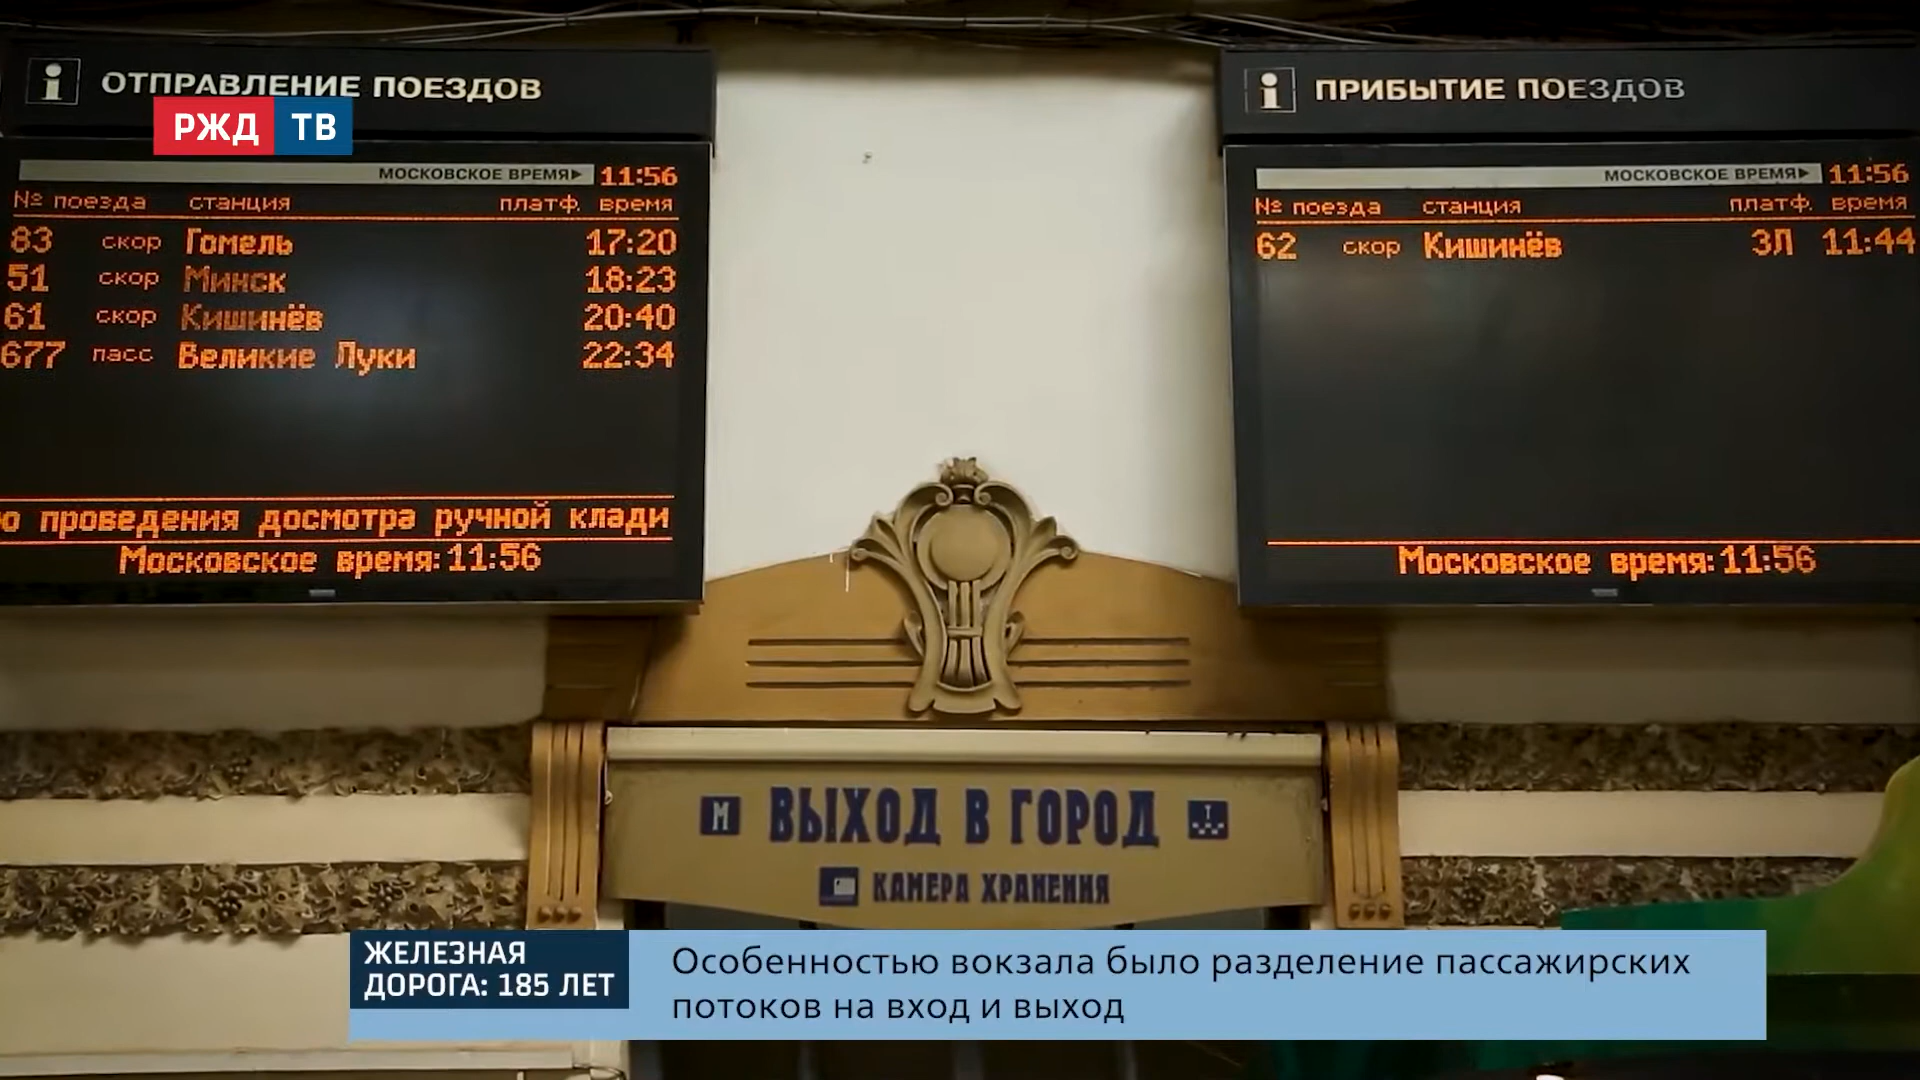 ОТПРАВЛЕНИЕ ПОЕЗДОВ
РЖД ТВ
МОСКОВСКОЕ ВРЕМЯ 11:56
№ поезда станция платф. время
83 скор Гомель 17:20
51 скор Минск 18:23
61 скор Кишинёв 20:40
677 пасс Великие Луки 22:34
ю проведения досмотра ручной клади
Московское время: 11:56
ПРИБЫТИЕ ПОЕЗДОВ
МОСКОВСКОЕ ВРЕМЯ 11:56
№ поезда станция платф. время
62 скор Кишинёв 3Л 11:44
Московское время: 11:56
М ВЫХОД В ГОРОД Т
КАМЕРА ХРАНЕНИЯ
ЖЕЛЕЗНАЯ
ДОРОГА: 185 ЛЕТ
Особенностью вокзала было разделение пассажирских
потоков на вход и выход